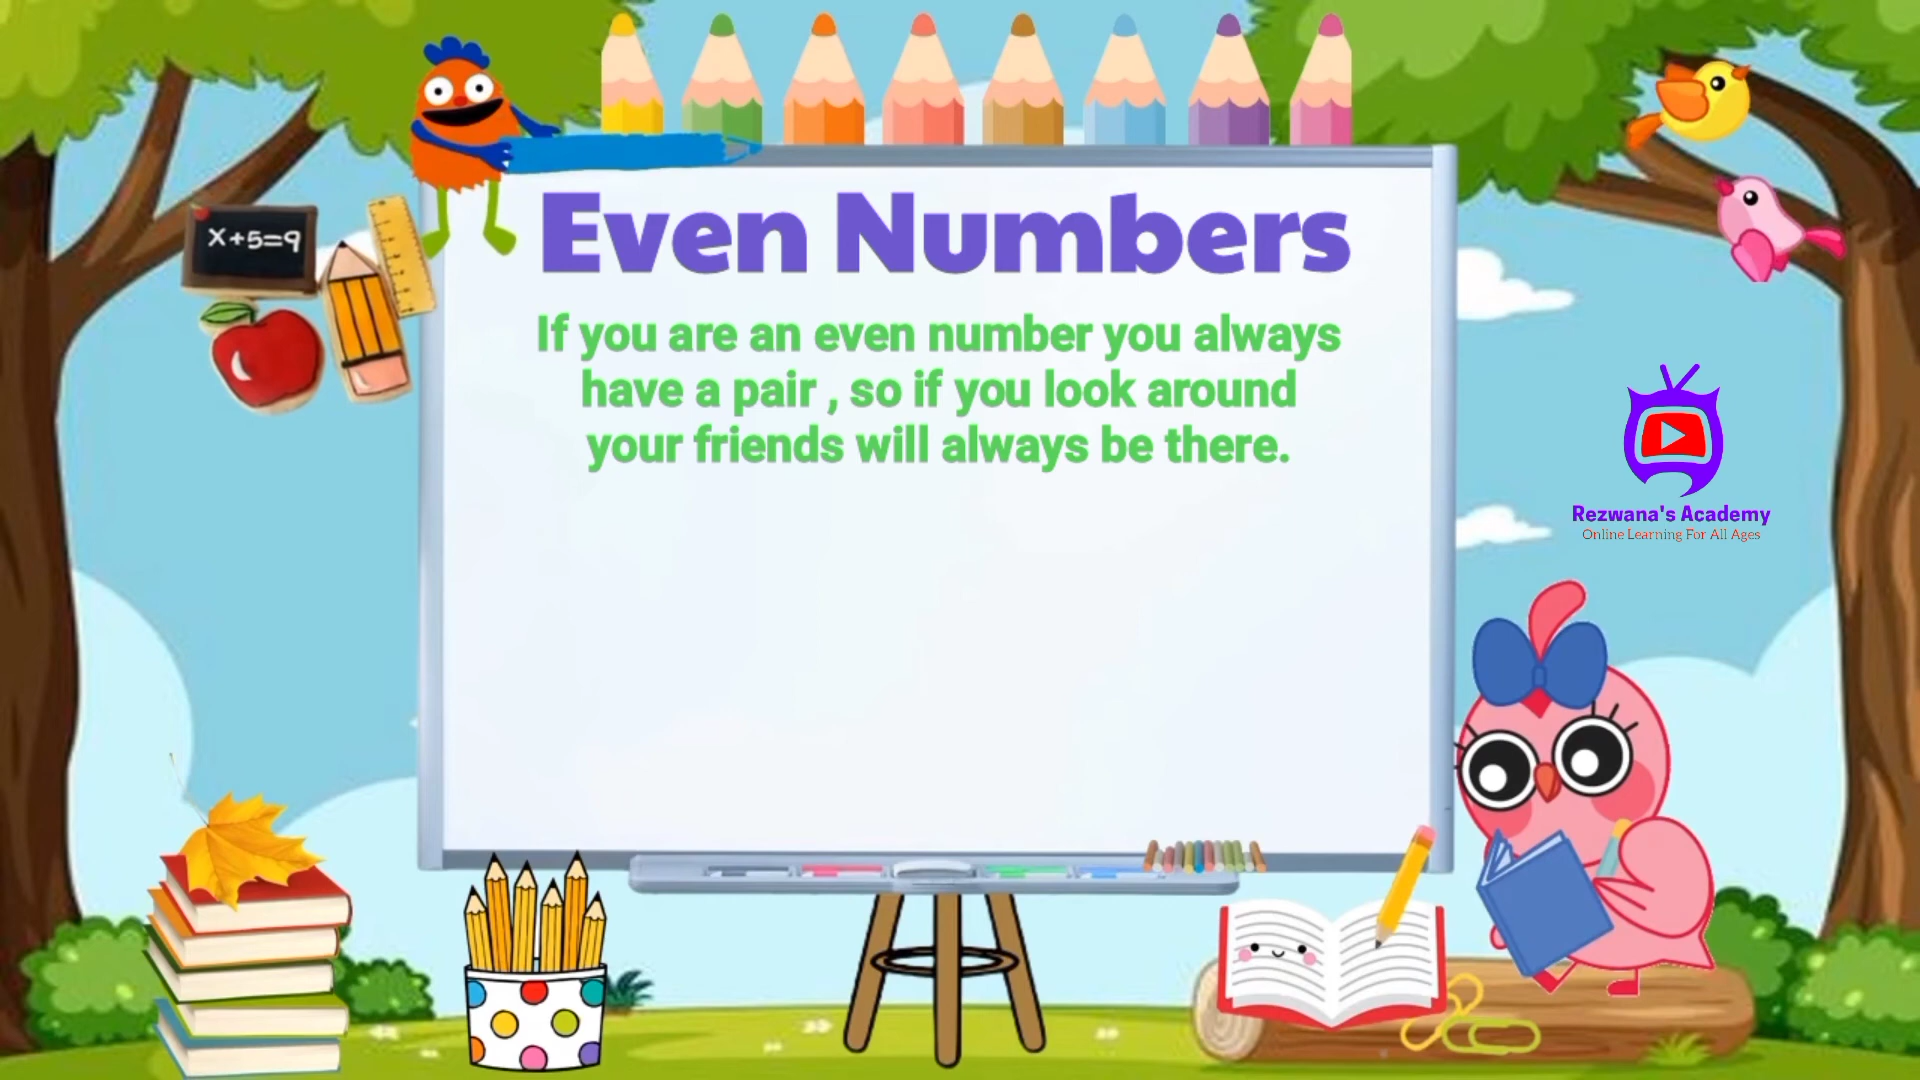 Even Numbers
If you are an even number you always
have a pair , so if you look around
your friends will always be there.
X+5=9
Rezwana's Academy
Online Learning For All Ages